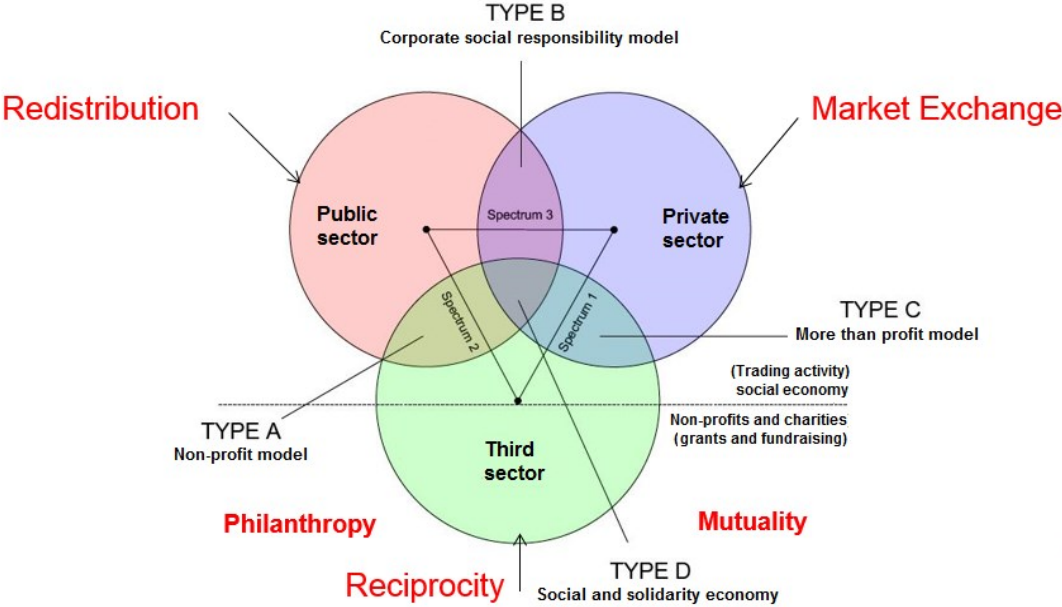 TYPE B
Corporate social responsibility model
Redistribution
Market Exchange
Public
sector
Spectrum 3
Private
sector
Spectrum 2
Spectrum 1
TYPE C
More than profit model
(Trading activity)
social economy
Non-profits and charities
(grants and fundraising)
TYPE A
Non-profit model
Third
sector
Philanthropy
Mutuality
Reciprocity
TYPE D
Social and solidarity economy